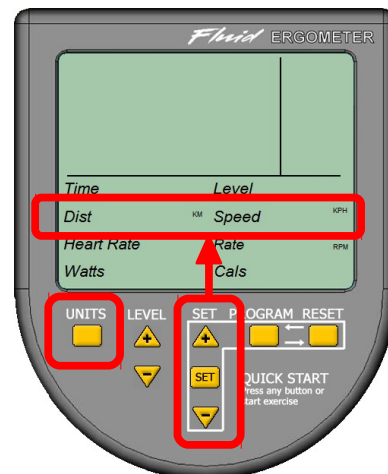 Fluid ERGOMETER
Time Level
Dist KM Speed KPH
Heart Rate Rate RPM
Watts Cals
UNITS LEVEL SET PROGRAM RESET
+ +
SET
- -
QUICK START
Press any button or
start exercise